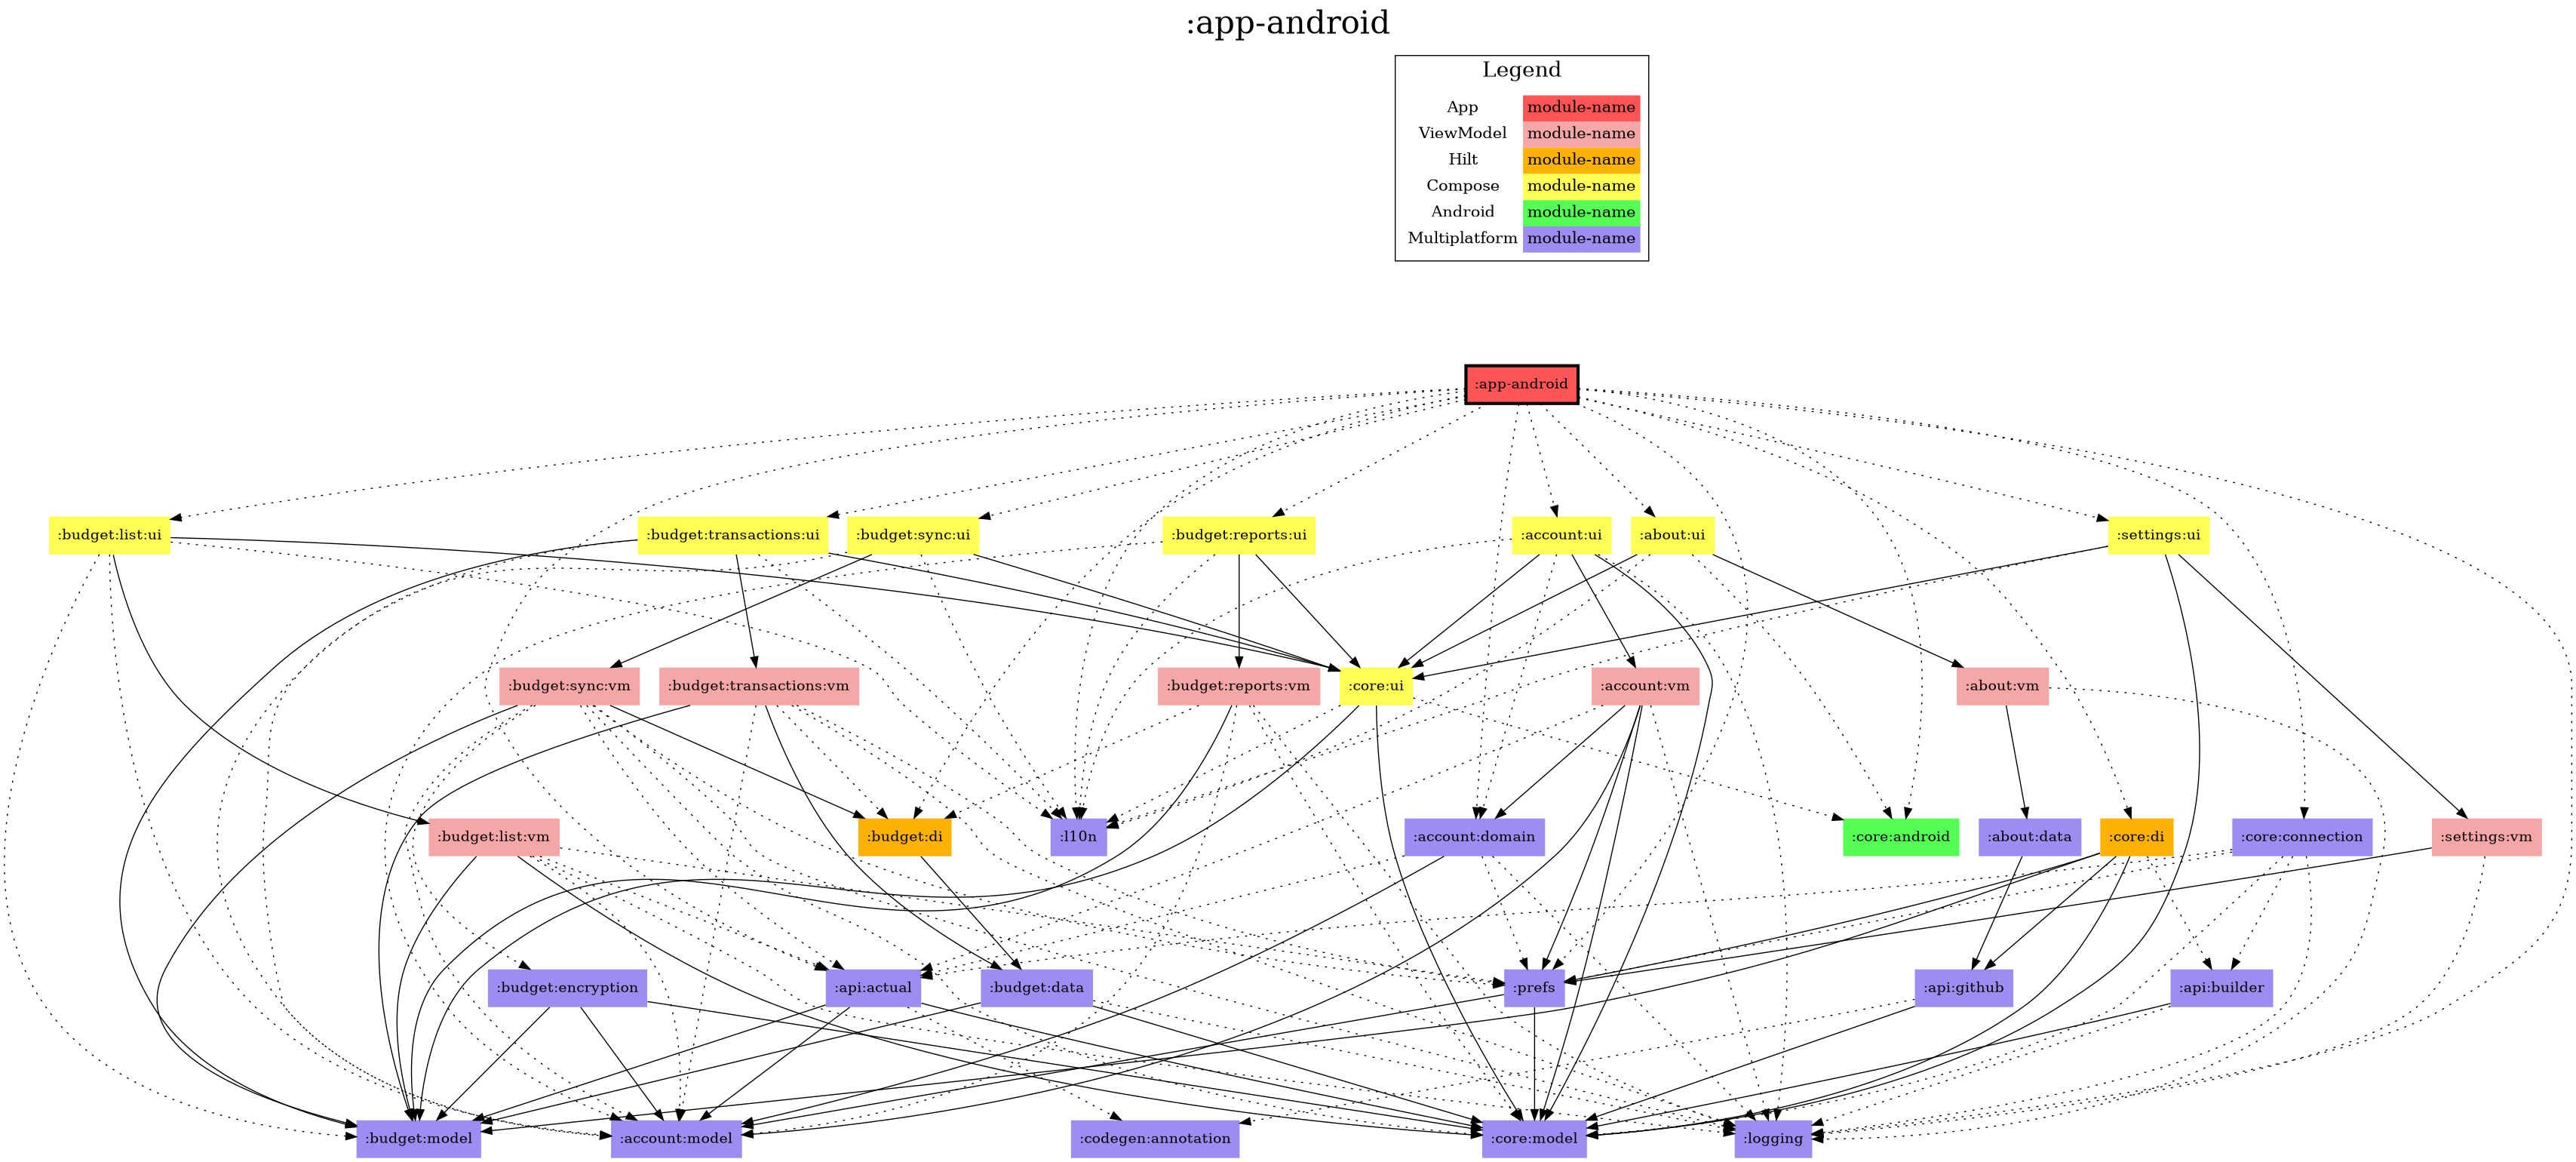 :app-android
Legend
App module-name
ViewModel module-name
Hilt module-name
Compose module-name
Android module-name
Multiplatform module-name
:app-android
:budget:list:ui :budget:transactions:ui :budget:sync:ui :budget:reports:ui :account:ui :about:ui :settings:ui
:budget:sync:vm :budget:transactions:vm :budget:reports:vm :core:ui :account:vm :about:vm
:budget:list:vm :budget:di :l10n :account:domain :core:android :about:data :core:di :core:connection :settings:vm
:budget:encryption :api:actual :budget:data :prefs :api:github :api:builder
:budget:model :account:model :codegen:annotation :core:model :logging